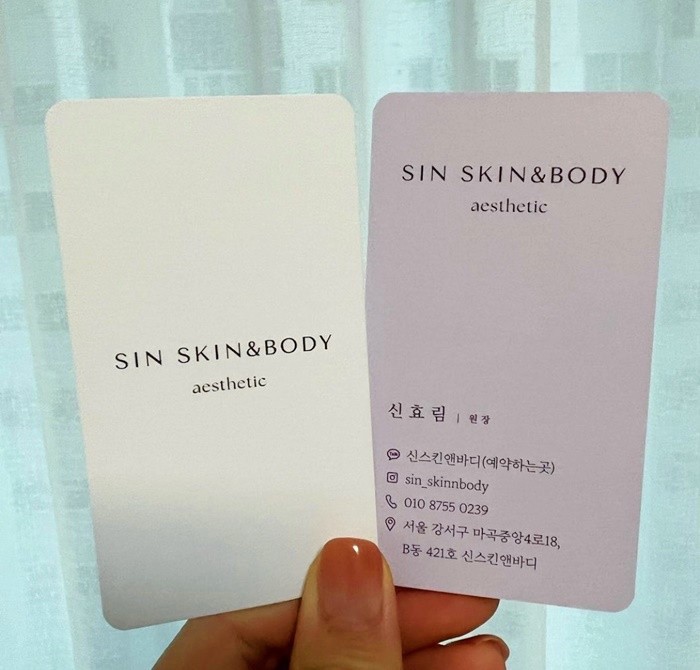 SIN SKIN&BODY
aesthetic
SIN SKIN&BODY
aesthetic
신효림 | 원장
신스킨앤바디(예약하는곳)
sin_skinnbody
010 8755 0239
서울 강서구 마곡중앙4로18,
B동 421호 신스킨앤바디